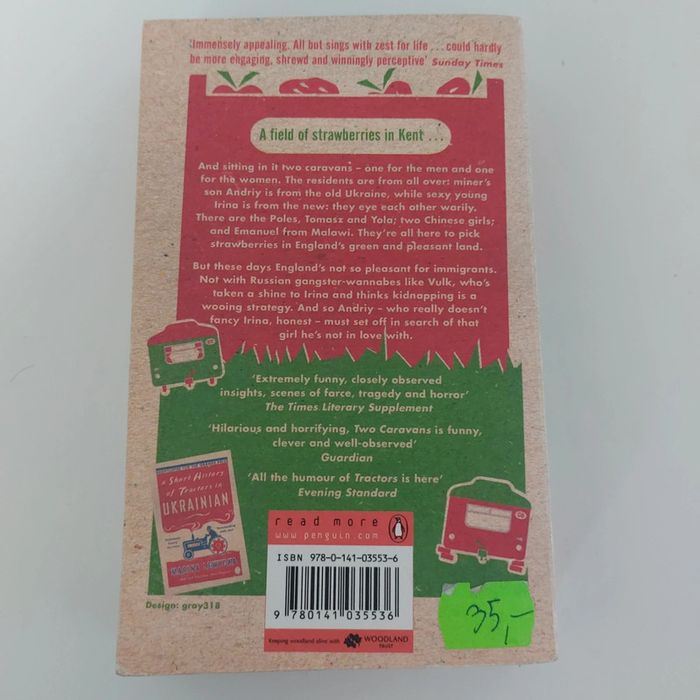 'Immensely appealing. All but sings with zest for life ... could hardly
be more engaging, shrewd and winningly perceptive' Sunday Times
A field of strawberries in Kent ...
And sitting in it two caravans – one for the men and one
for the women. The residents are from all over: miner's
son Andriy is from the old Ukraine, while sexy young
Irina is from the new: they eye each other warily.
There are the Poles, Tomasz and Yola; two Chinese girls;
and Emanuel from Malawi. They're all here to pick
strawberries in England's green and pleasant land.
But these days England's not so pleasant for immigrants.
Not with Russian gangster-wannabes like Vulk, who's
taken a shine to Irina and thinks kidnapping is a
wooing strategy. And so Andriy – who really doesn't
fancy Irina, honest – must set off in search of that
girl he's not in love with.
'Extremely funny, closely observed
insights, scenes of farce, tragedy and horror'
The Times Literary Supplement
'Hilarious and horrifying, Two Caravans is funny,
clever and well-observed'
Guardian
'All the humour of Tractors is here'
Evening Standard
A Short History
of Tractors in
UKRAINIAN
read more
www.penguin.com
ISBN 978-0-141-03553-6
9 780141 035536
Keeping woodland alive with WOODLAND
TRUST
Design: gray318
35,-